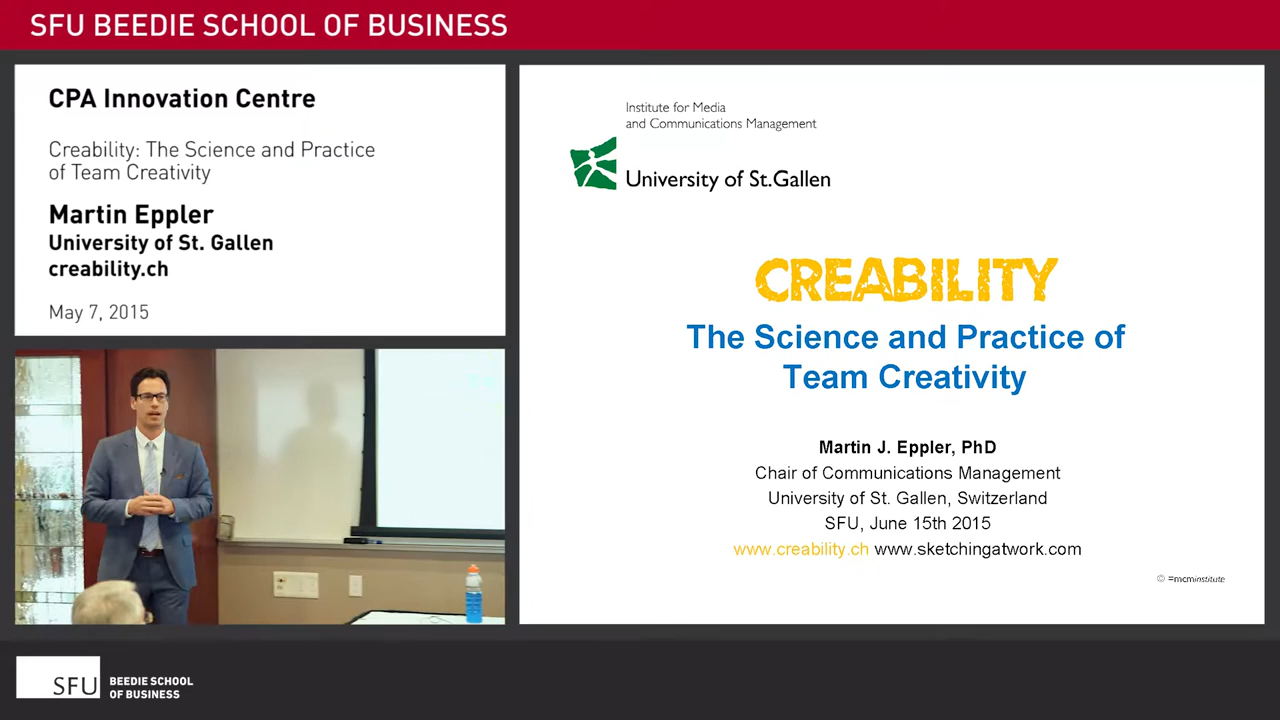 SFU BEEDIE SCHOOL OF BUSINESS
CPA Innovation Centre
Creability: The Science and Practice
of Team Creativity
Martin Eppler
University of St. Gallen
creability.ch
May 7, 2015
Institute for Media
and Communications Management
University of St.Gallen
CREABILITY
The Science and Practice of
Team Creativity
Martin J. Eppler, PhD
Chair of Communications Management
University of St. Gallen, Switzerland
SFU, June 15th 2015
www.creability.ch www.sketchingatwork.com
© =mcminstitute
SFU
BEEDIE SCHOOL
OF BUSINESS